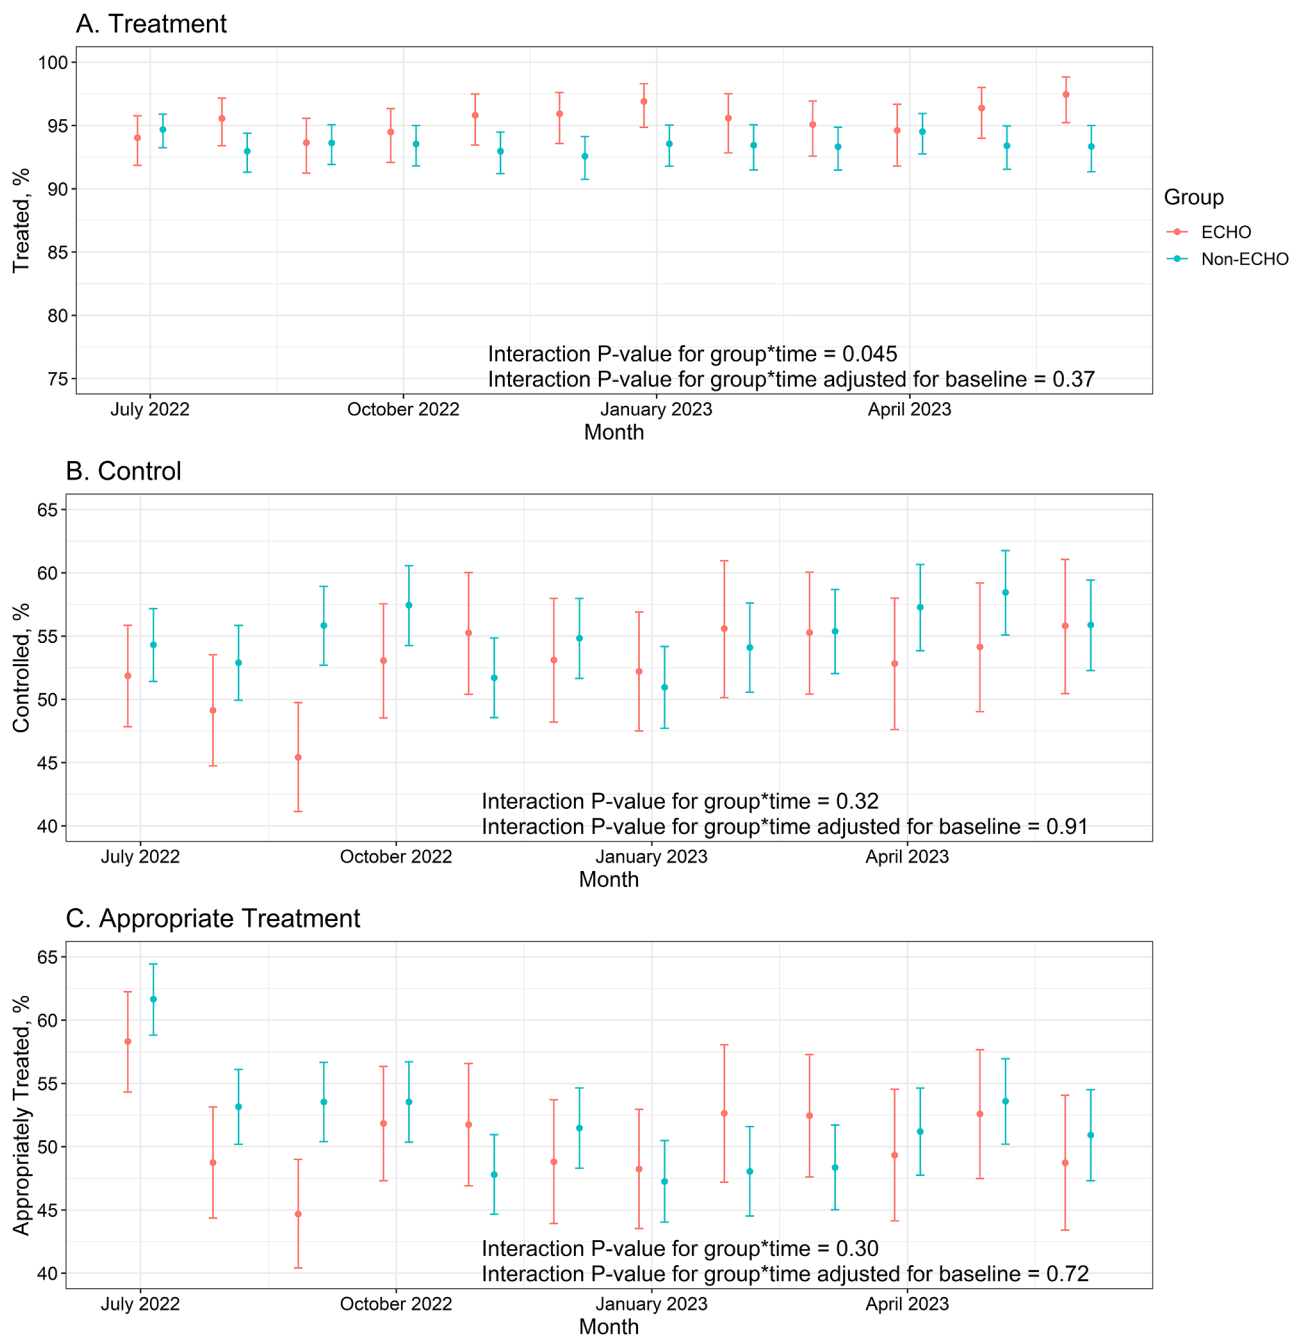 A. Treatment
100
95
90
85
80
75
Treated, %
Interaction P-value for group*time = 0.045
Interaction P-value for group*time adjusted for baseline = 0.37
July 2022
October 2022
January 2023
April 2023
Month
Group
ECHO
Non-ECHO
B. Control
65
60
55
50
45
40
Controlled, %
Interaction P-value for group*time = 0.32
Interaction P-value for group*time adjusted for baseline = 0.91
July 2022
October 2022
January 2023
April 2023
Month
C. Appropriate Treatment
65
60
55
50
45
40
Appropriately Treated, %
Interaction P-value for group*time = 0.30
Interaction P-value for group*time adjusted for baseline = 0.72
July 2022
October 2022
January 2023
April 2023
Month